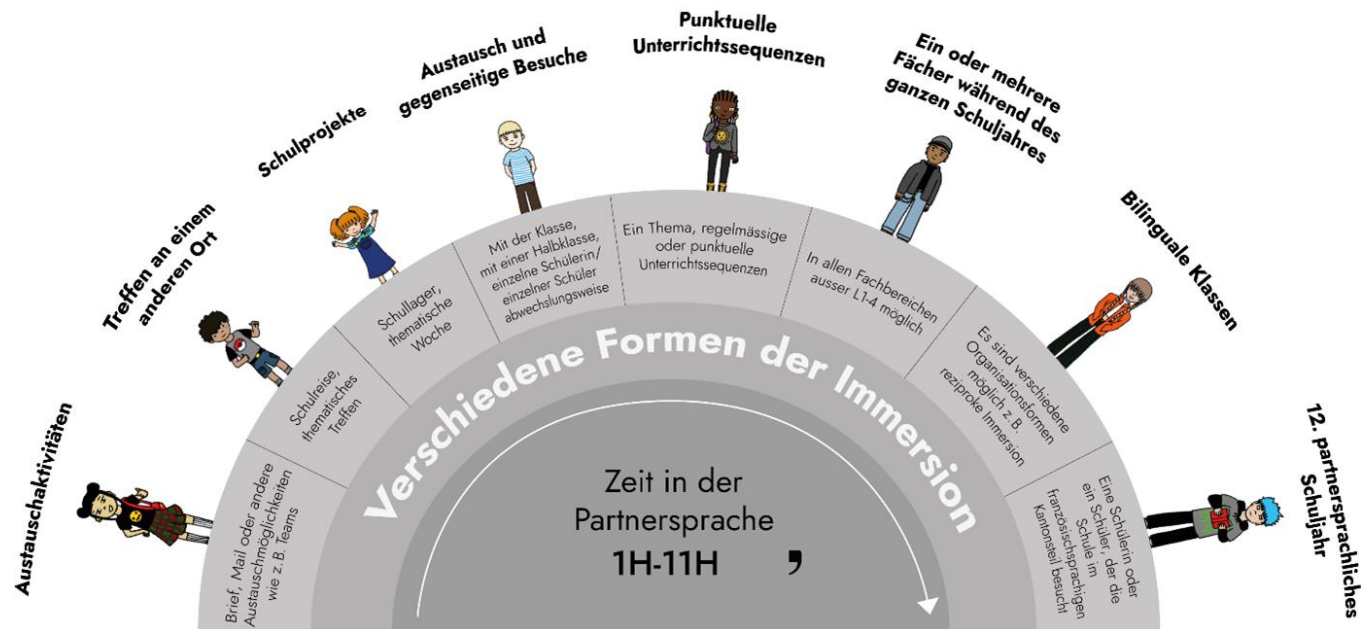 Austauschaktivitäten
Brief, Mail oder andere
Austauschmöglichkeiten
wie z.B. Teams
Treffen an einem
anderen Ort
Schulreise,
thematisches
Treffen
Schulprojekte
Schullager,
thematische
Woche
Austausch und
gegenseitige Besuche
Mit der Klasse,
mit einer Halbklasse,
einzelne Schülerin/
einzelner Schüler
abwechslungsweise
Punktuelle
Unterrichtssequenzen
Ein Thema, regelmässige
oder punktuelle
Unterrichtssequenzen
Ein oder mehrere
Fächer während des
ganzen Schuljahres
In allen Fachbereichen
ausser L1-4 möglich
Bilinguale Klassen
Es sind verschiedene
Organisationsformen
möglich z.B.
reziproke Immersion
12. partnersprachliches
Schuljahr
Eine Schülerin oder
ein Schüler, der die
Schule im
französischsprachigen
Kantonsteil besucht
Verschiedene Formen der Immersion
Zeit in der
Partnersprache
1H-11H ,